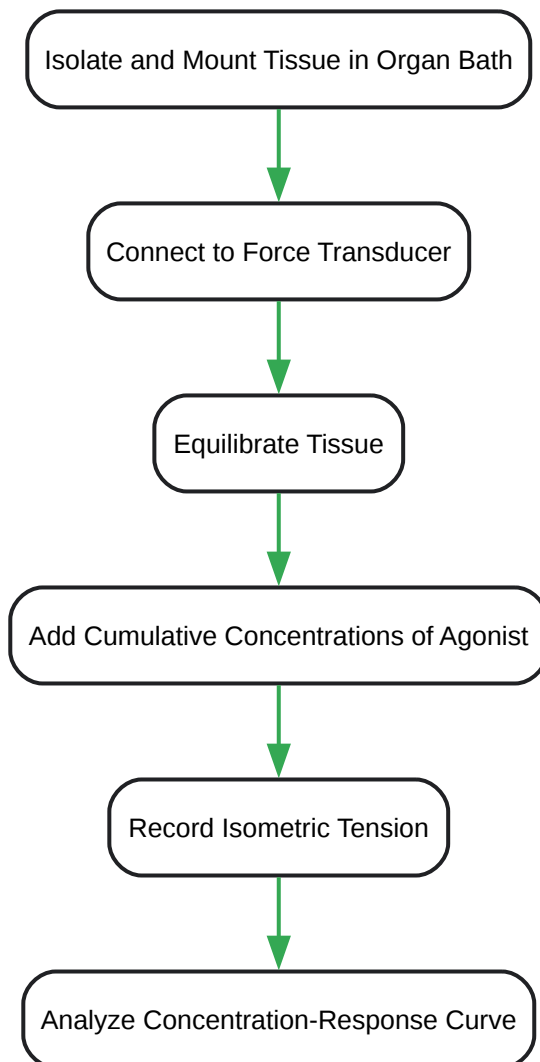 Isolate and Mount Tissue in Organ Bath
Connect to Force Transducer
Equilibrate Tissue
Add Cumulative Concentrations of Agonist
Record Isometric Tension
Analyze Concentration-Response Curve